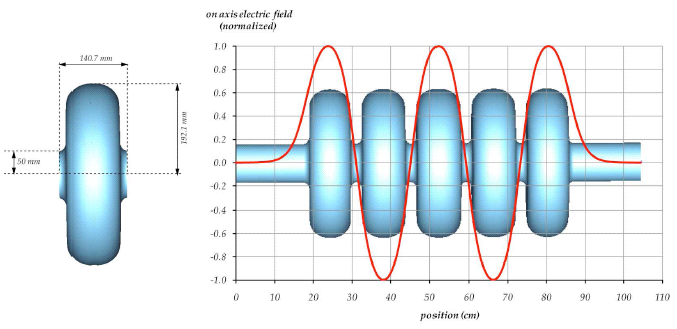 140.7 mm
192.1 mm
50 mm
on axis electric field
(normalized)
1.0
0.8
0.6
0.4
0.2
0.0
-0.2
-0.4
-0.6
-0.8
-1.0
0 10 20 30 40 50 60 70 80 90 100 110
position (cm)